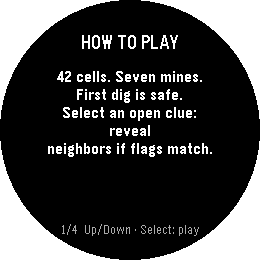 HOW TO PLAY
42 cells. Seven mines.
First dig is safe.
Select an open clue:
reveal
neighbors if flags match.
1/4 Up/Down · Select: play